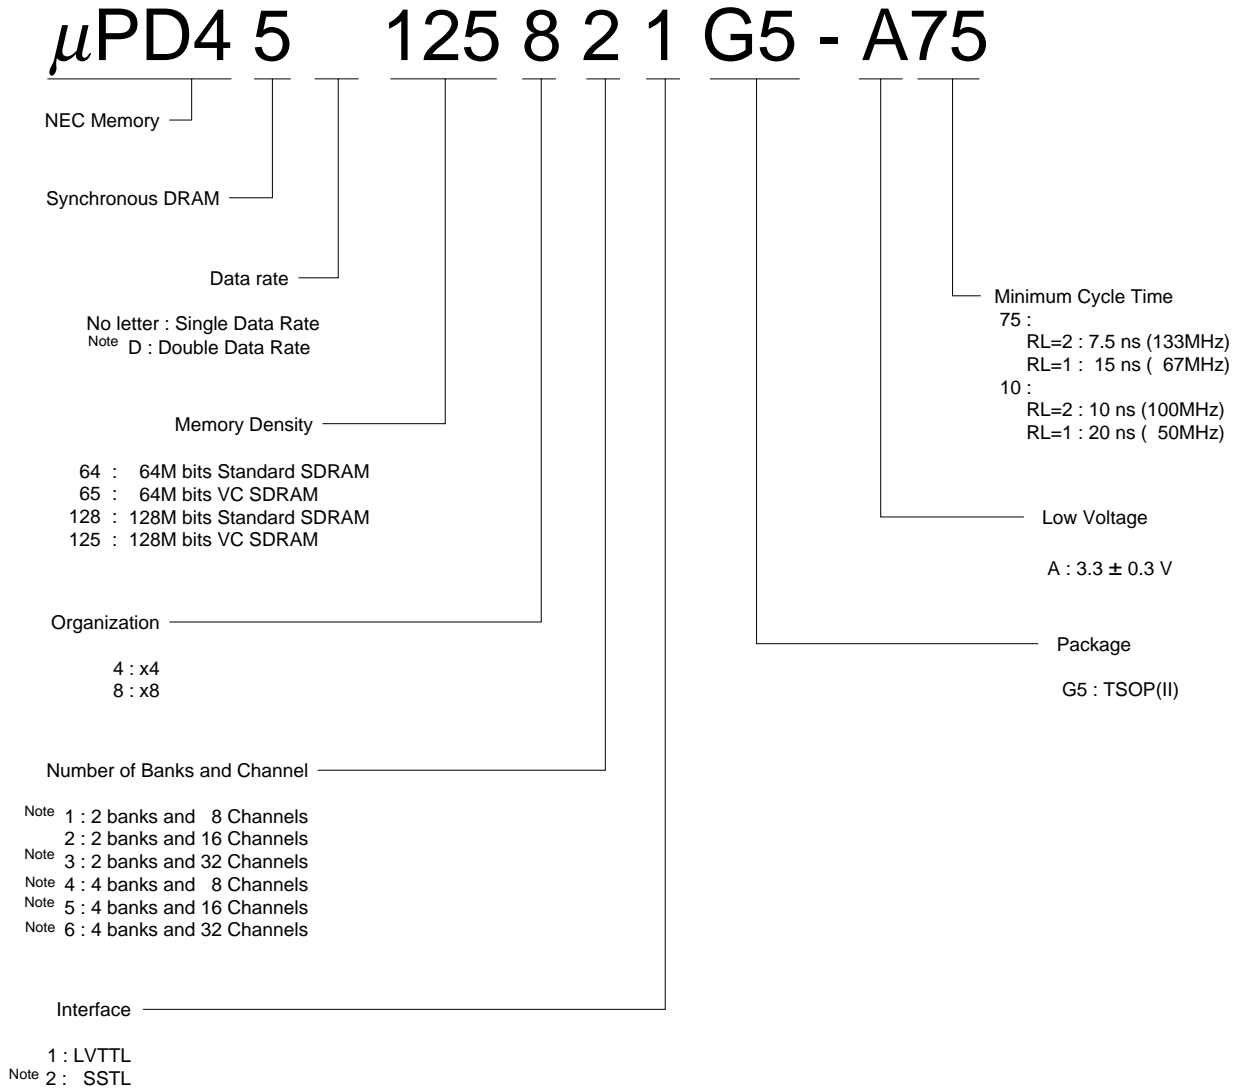 μPD4 5 125 8 2 1 G5 - A75
NEC Memory
Synchronous DRAM
Data rate
No letter : Single Data Rate
Note D : Double Data Rate
Memory Density
64 : 64M bits Standard SDRAM
65 : 64M bits VC SDRAM
128 : 128M bits Standard SDRAM
125 : 128M bits VC SDRAM
Organization
4 : x4
8 : x8
Number of Banks and Channel
Note 1 : 2 banks and 8 Channels
2 : 2 banks and 16 Channels
Note 3 : 2 banks and 32 Channels
Note 4 : 4 banks and 8 Channels
Note 5 : 4 banks and 16 Channels
Note 6 : 4 banks and 32 Channels
Interface
1 : LVTTL
Note 2 : SSTL
Minimum Cycle Time
75 :
RL=2 : 7.5 ns (133MHz)
RL=1 : 15 ns ( 67MHz)
10 :
RL=2 : 10 ns (100MHz)
RL=1 : 20 ns ( 50MHz)
Low Voltage
A : 3.3 ± 0.3 V
Package
G5 : TSOP(II)